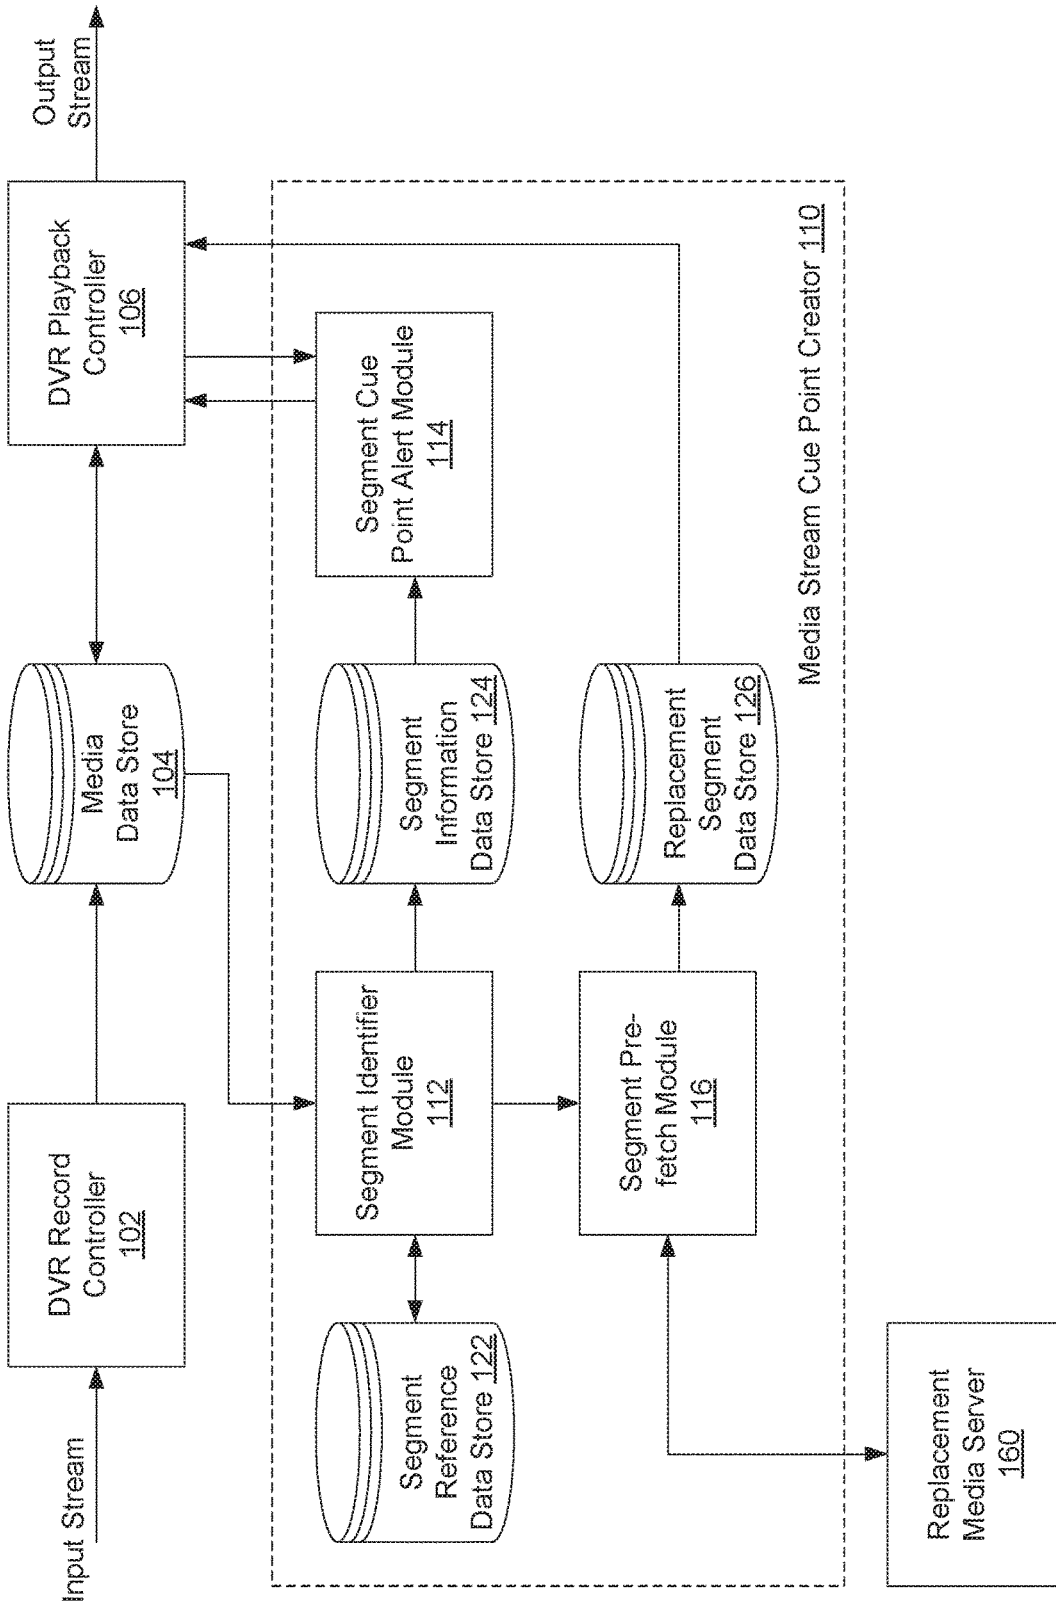 Input Stream
DVR Record
Controller
102
Media
Data Store
104
DVR Playback
Controller
106
Output
Stream
Segment
Reference
Data Store 122
Segment Identifier
Module
112
Segment
Information
Data Store 124
Segment Cue
Point Alert Module
114
Segment Pre-
fetch Module
116
Replacement
Segment
Data Store 126
Media Stream Cue Point Creator 110
Replacement
Media Server
160